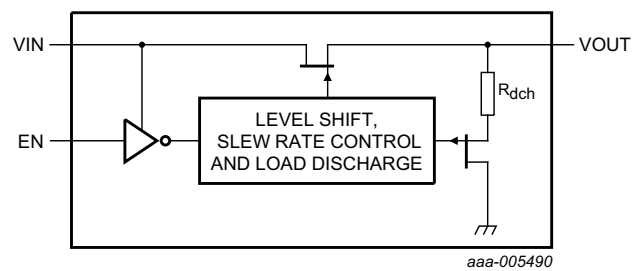 VIN
VOUT
Rdch
LEVEL SHIFT,
SLEW RATE CONTROL
AND LOAD DISCHARGE
EN
aaa-005490